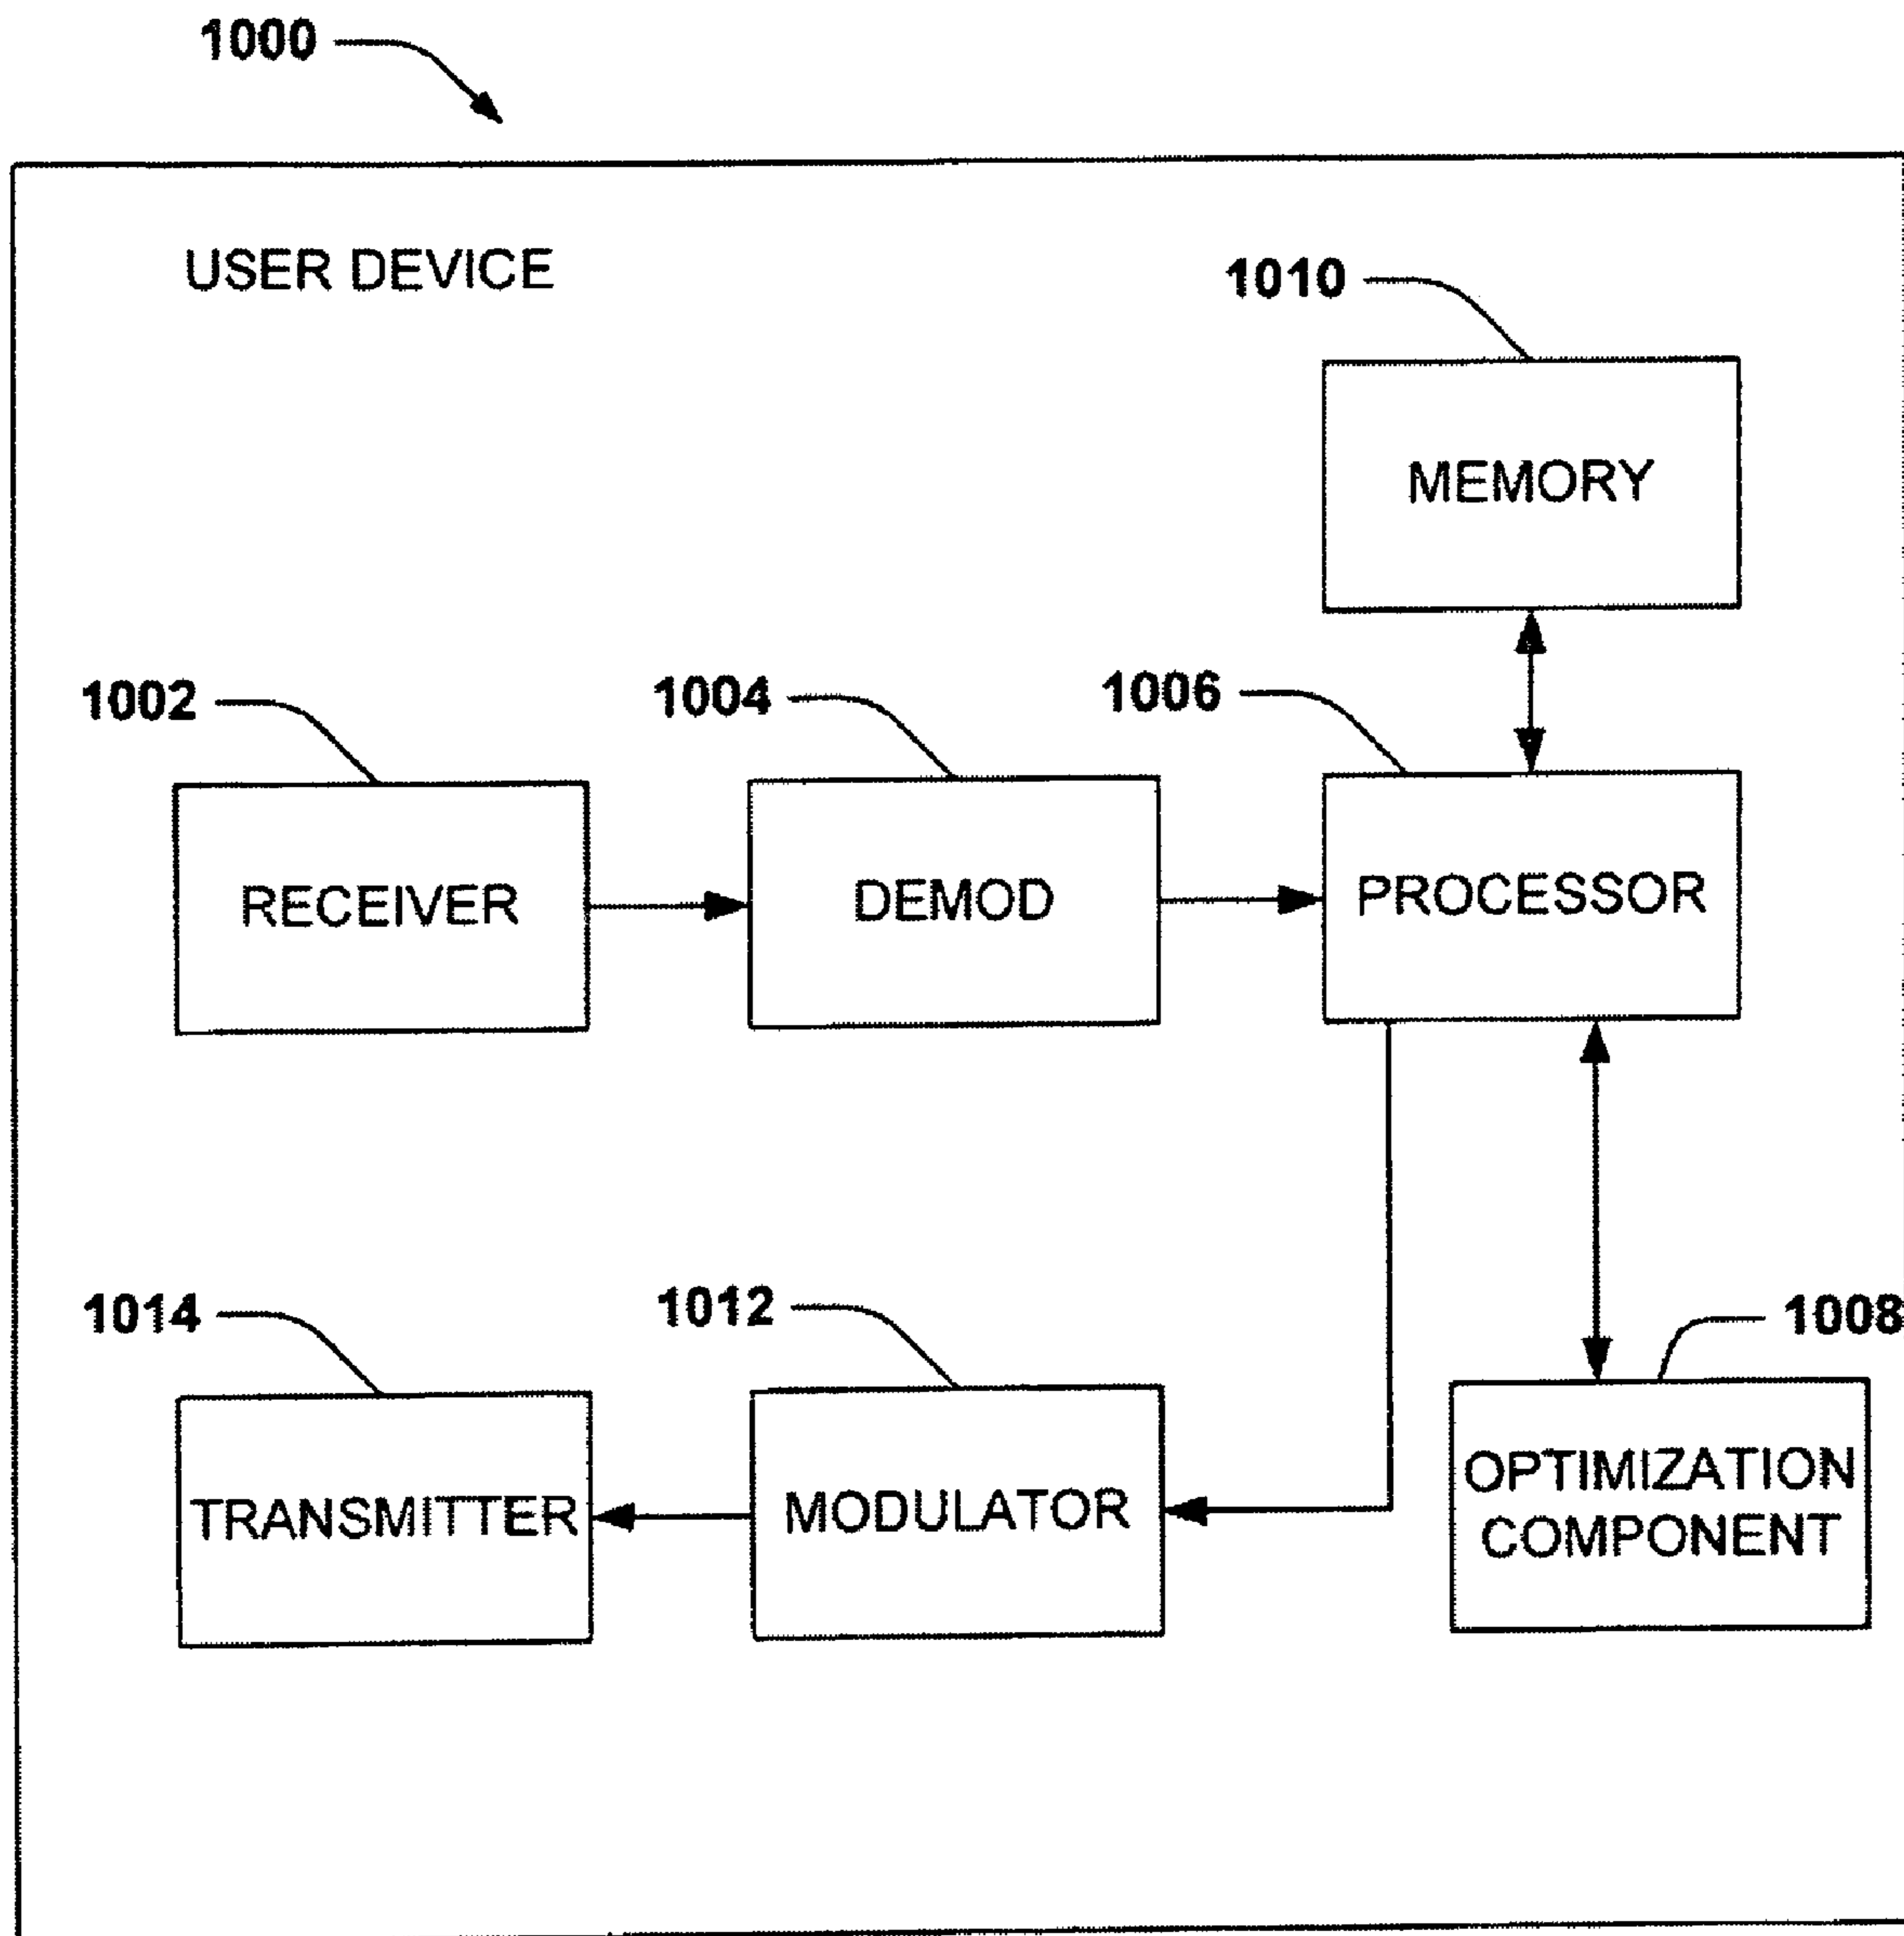 1000
USER DEVICE
1010
MEMORY
1002
1004
1006
RECEIVER
DEMOD
PROCESSOR
1014
1012
1008
TRANSMITTER
MODULATOR
OPTIMIZATION
COMPONENT